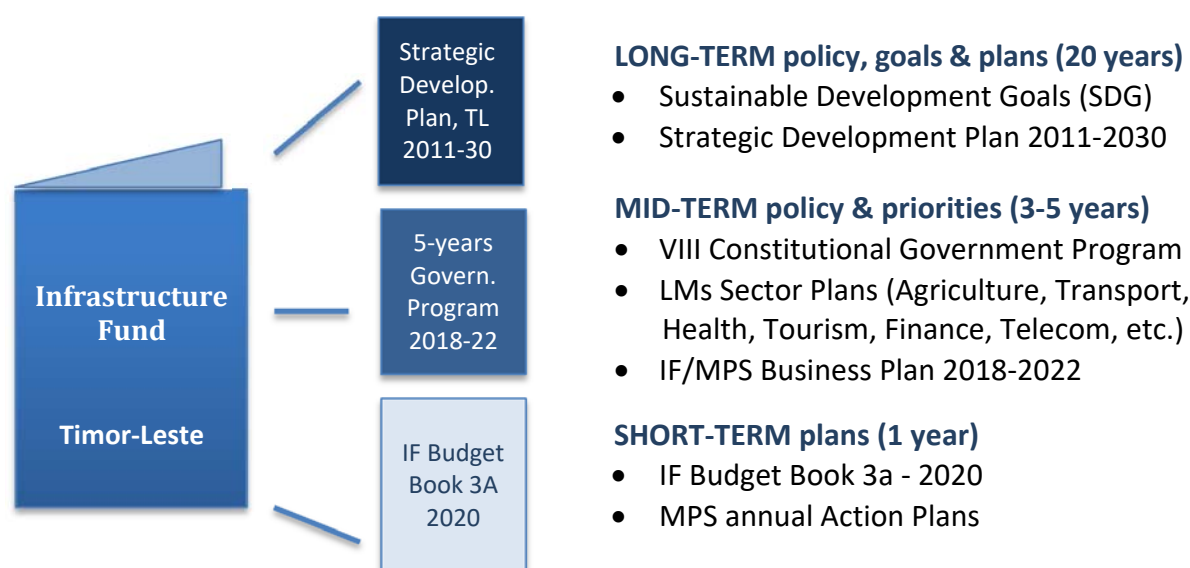 Infrastructure
Fund
Timor-Leste
Strategic
Develop.
Plan, TL
2011-30
5-years
Govern.
Program
2018-22
IF Budget
Book 3A
2020
LONG-TERM policy, goals & plans (20 years)
• Sustainable Development Goals (SDG)
• Strategic Development Plan 2011-2030
MID-TERM policy & priorities (3-5 years)
• VIII Constitutional Government Program
• LMs Sector Plans (Agriculture, Transport,
Health, Tourism, Finance, Telecom, etc.)
• IF/MPS Business Plan 2018-2022
SHORT-TERM plans (1 year)
• IF Budget Book 3a - 2020
• MPS annual Action Plans